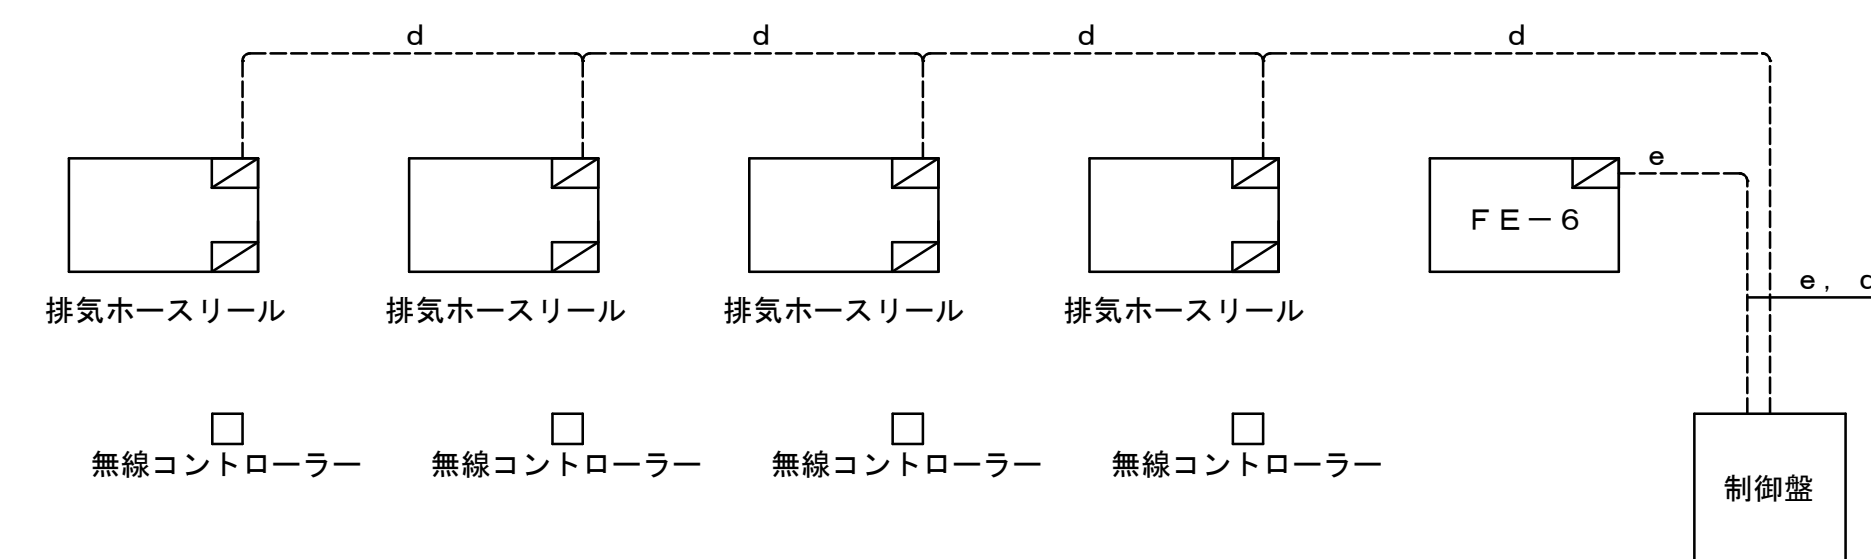 d d d d
e
FE-6
e,
排気ホースリール 排気ホースリール 排気ホースリール 排気ホースリール
無線コントローラー 無線コントローラー 無線コントローラー 無線コントローラー
制御盤